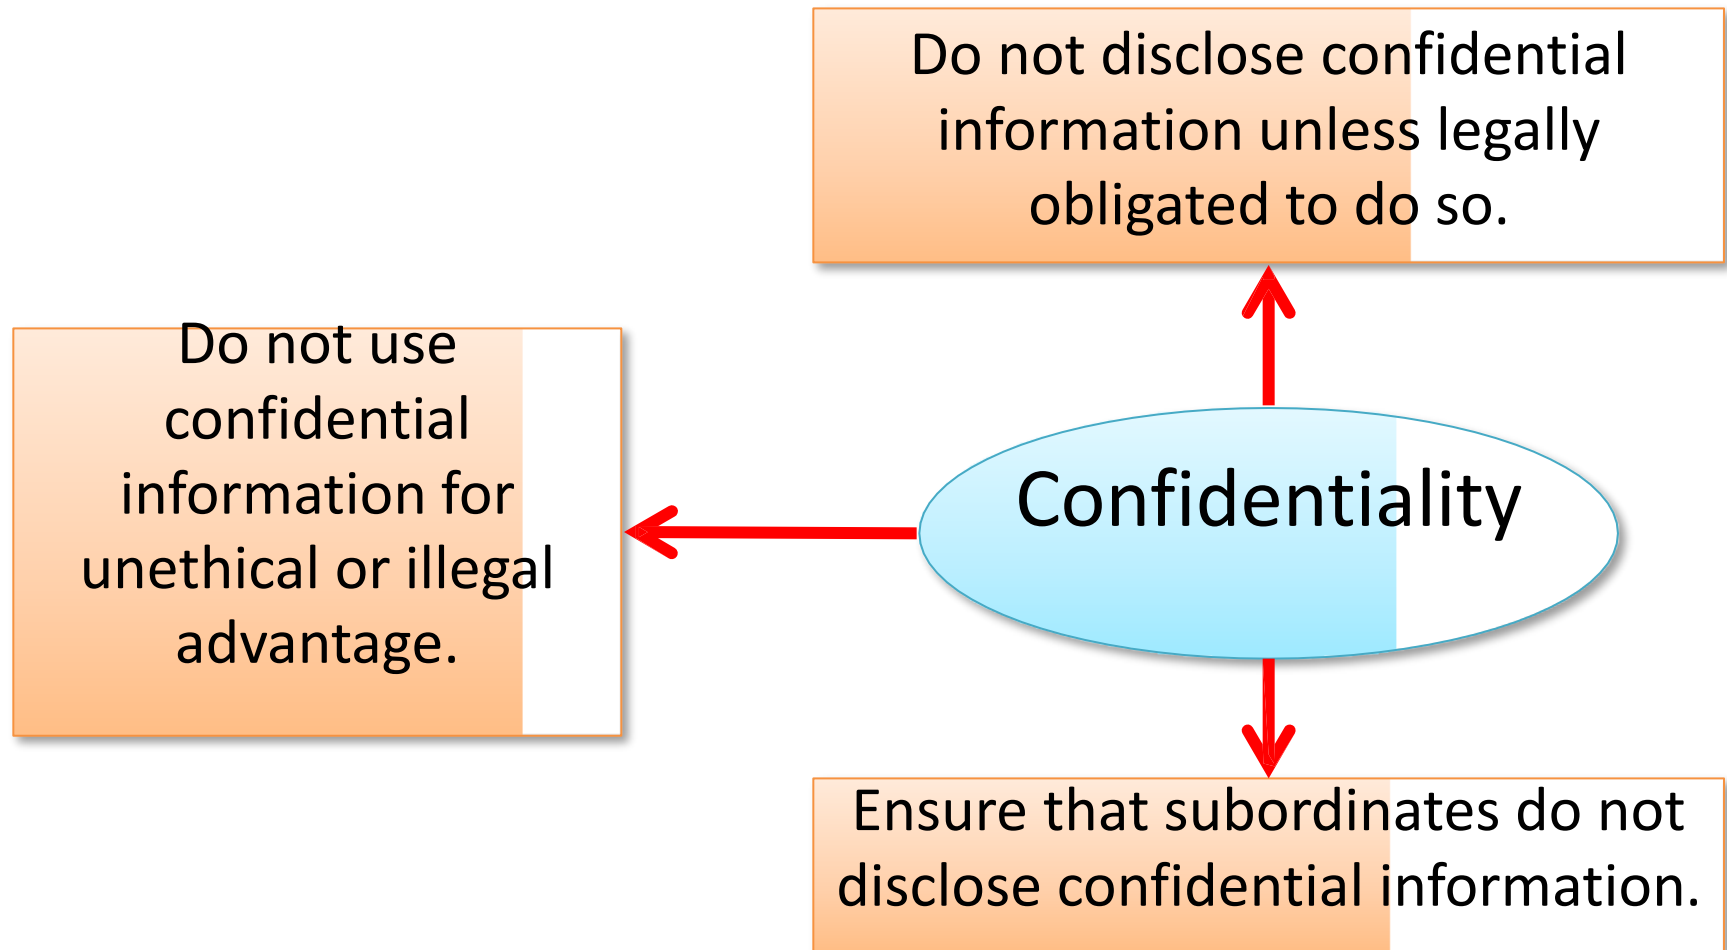 Do not disclose confidential
information unless legally
obligated to do so.
Do not use
confidential
information for
unethical or illegal
advantage.
Confidentiality
Ensure that subordinates do not
disclose confidential information.